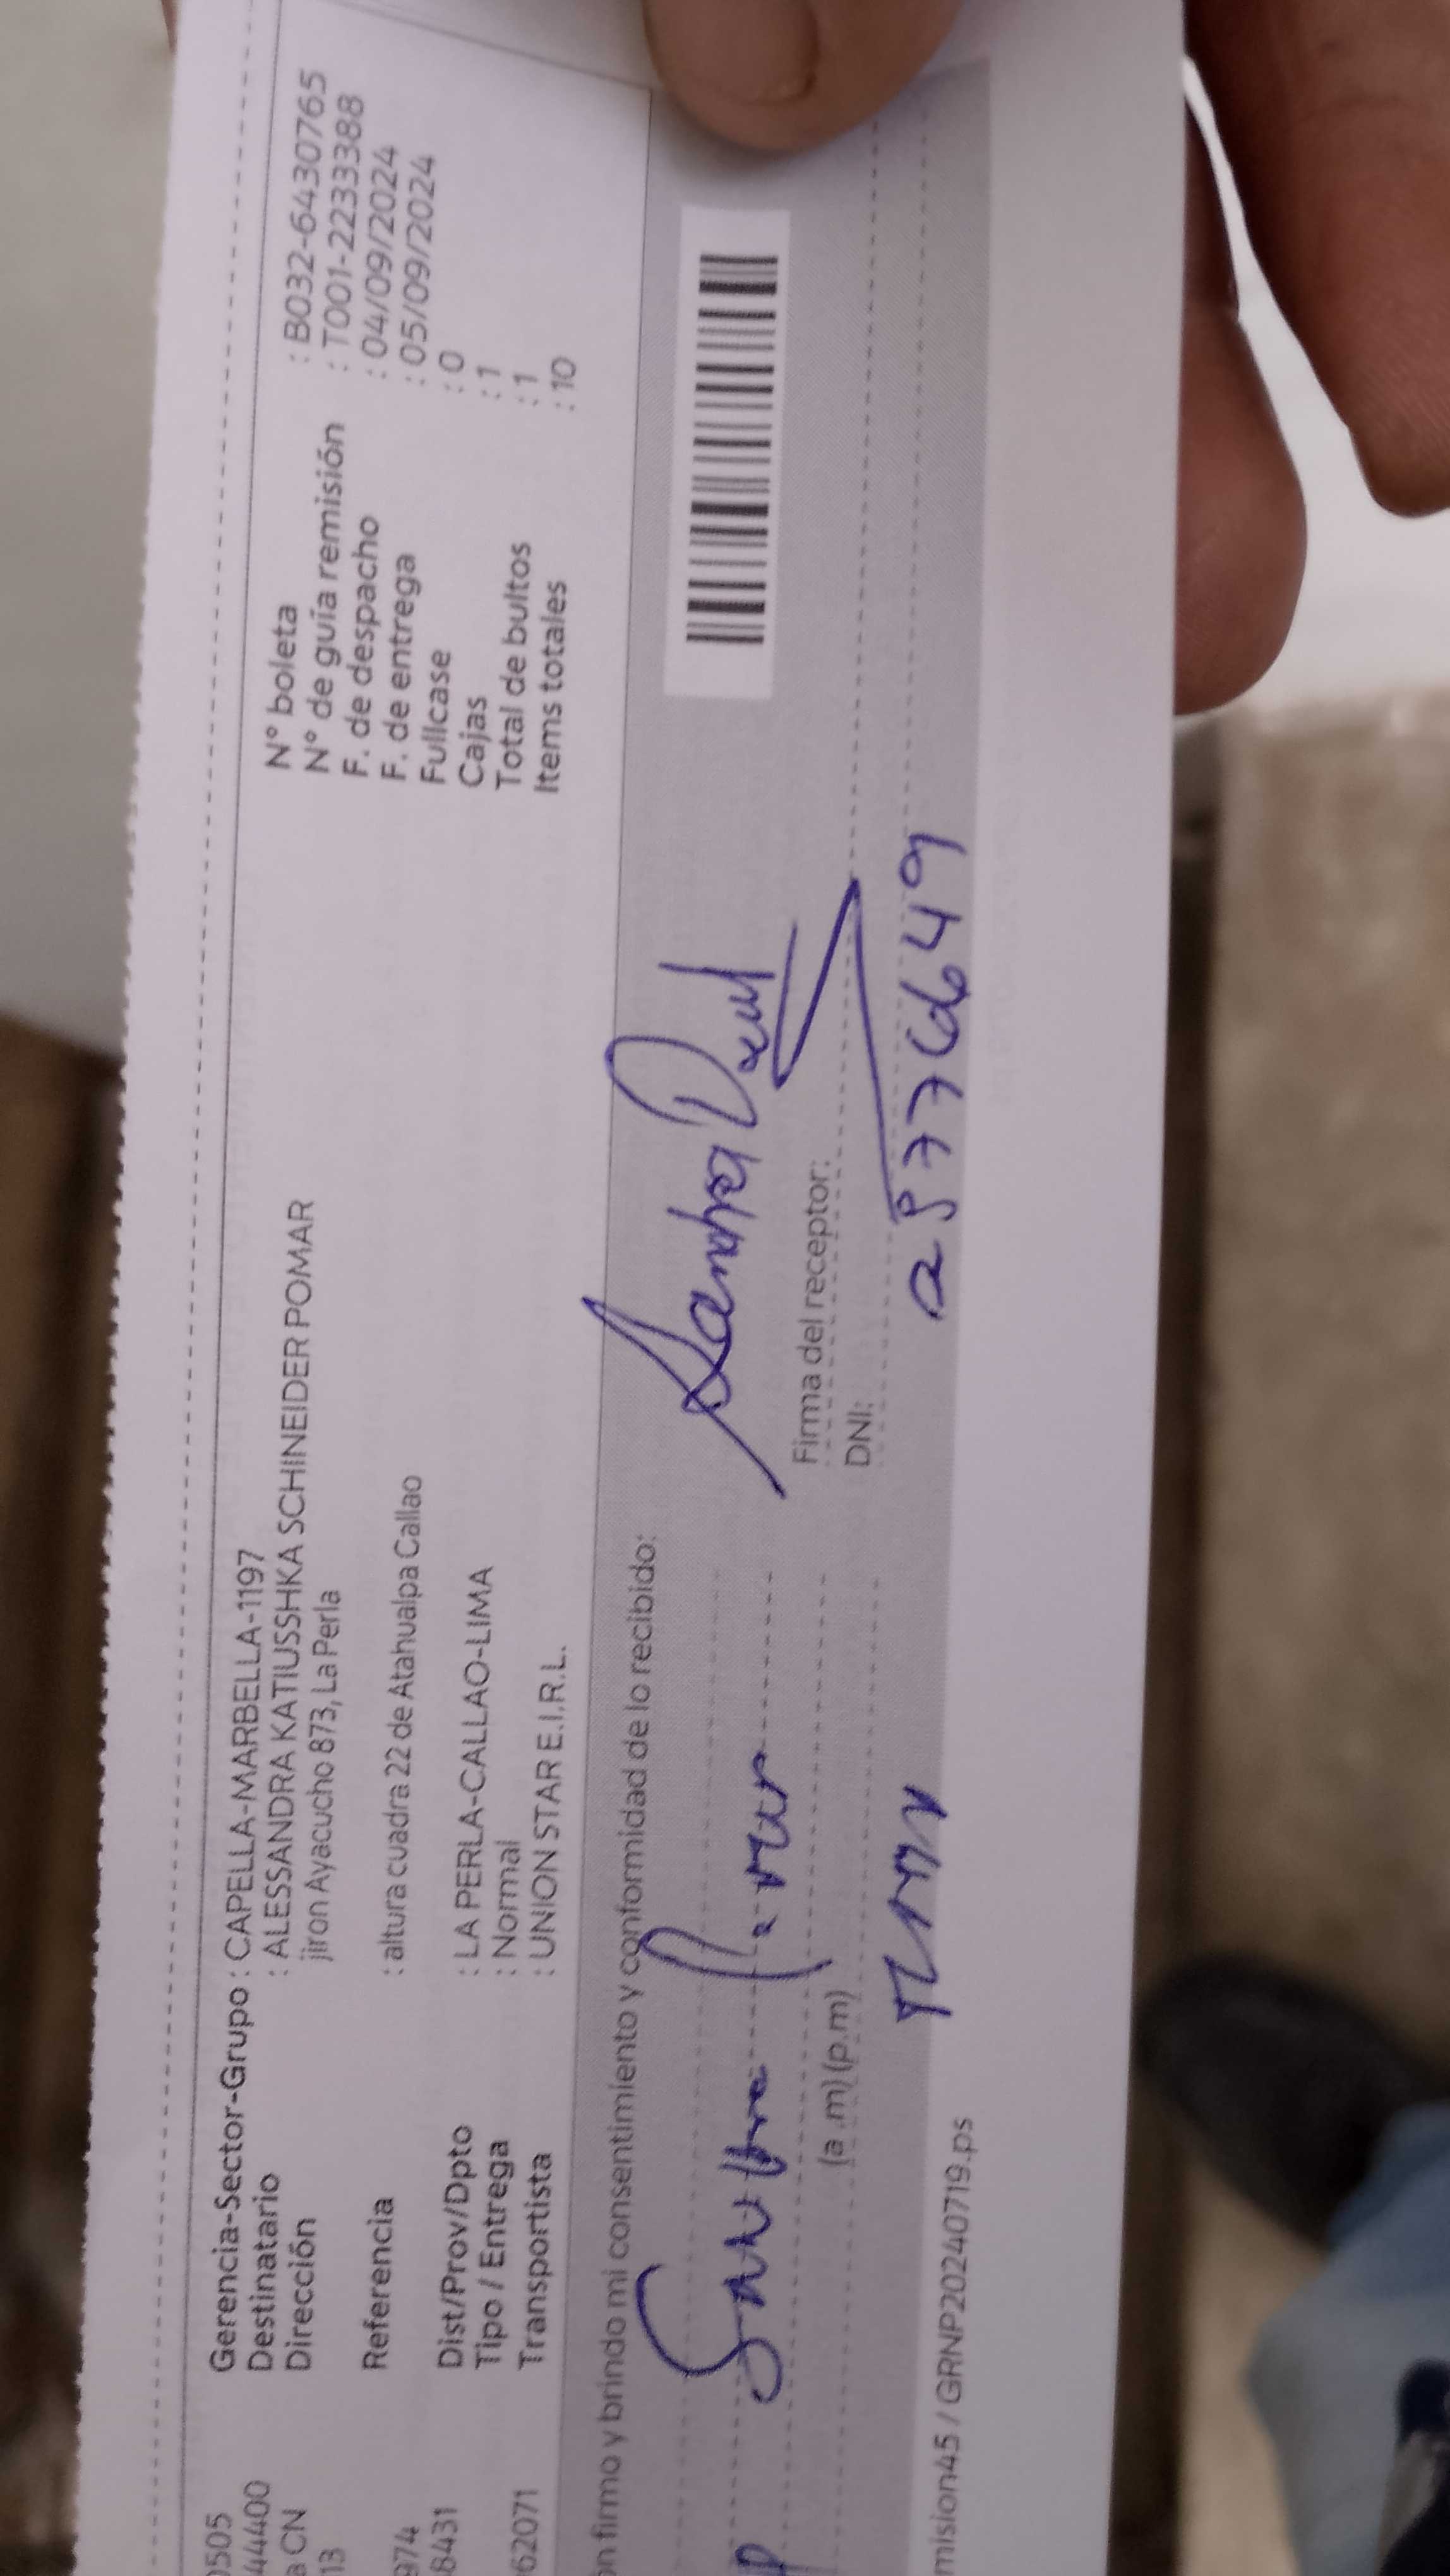 0505
44400
a CN
13
974
8431
62071
Gerencia-Sector-Grupo : CAPELLA-MARBELLA-1197
Destinatario : ALESSANDRA KATIUSSHKA SCHINEIDER POMAR
Dirección jiron Ayacucho 873, La Perla
Referencia : altura cuadra 22 de Atahualpa Callao
Dist/Prov/Dpto : LA PERLA-CALLAO-LIMA
Tipo / Entrega : Normal
Transportista : UNION STAR E.I.R.L.
N° boleta : B032-6430765
N° de guía remisión : T001-2233388
F. de despacho : 04/09/2024
F. de entrega : 05/09/2024
Fullcase : 0
Cajas : 1
Total de bultos : 1
Items totales : 10
ón firmo y brindo mi consentimiento y conformidad de lo recibido:
(a .m) (p.m)
Firma del receptor:
DNI:
mision45 / GRNP20240719.ps